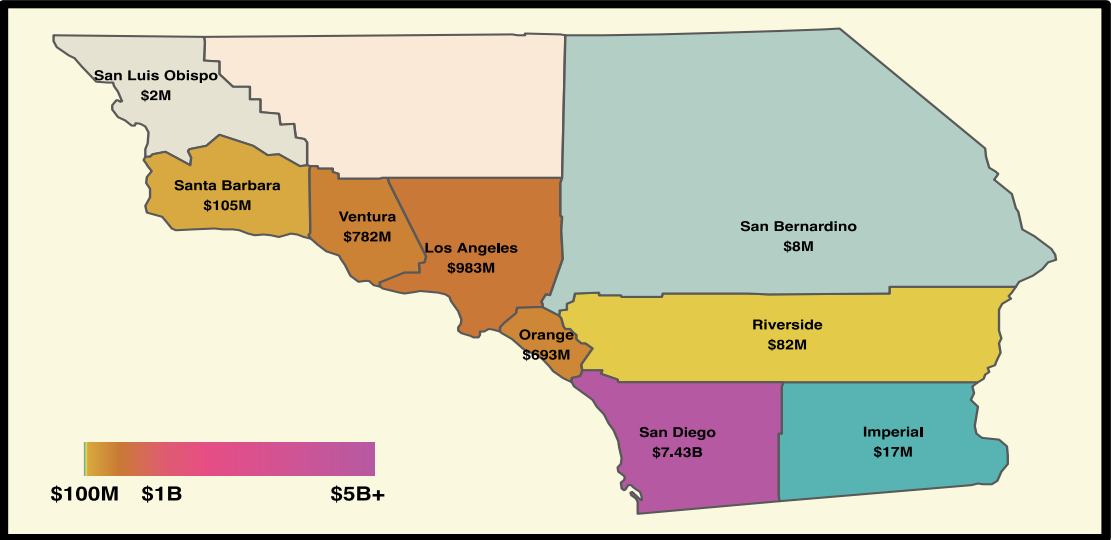 San Luis Obispo
$2M
Santa Barbara
$105M
Ventura
$782M
Los Angeles
$983M
San Bernardino
$8M
Orange
$693M
Riverside
$82M
San Diego
$7.43B
Imperial
$17M
$100M $1B $5B+